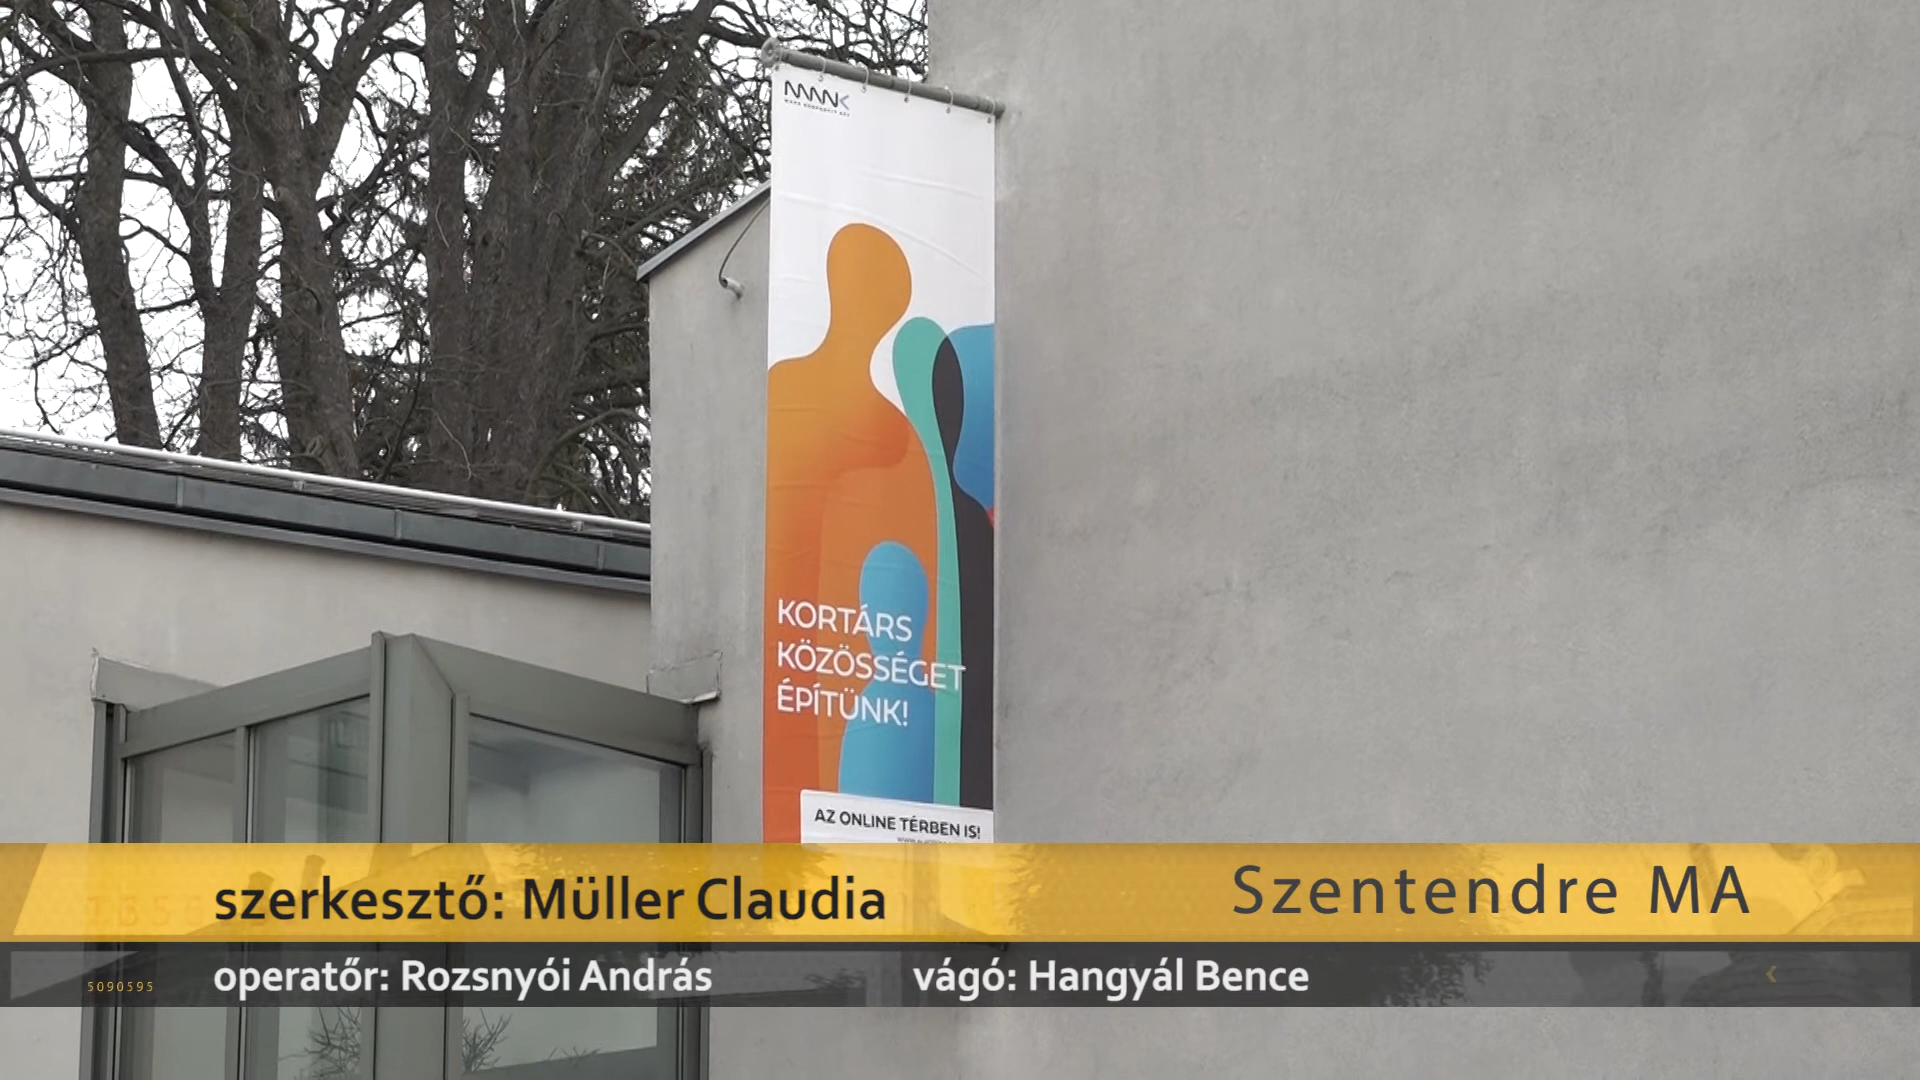 MANK
KORTÁRS
KÖZÖSSÉGET
ÉPÍTÜNK!
AZ ONLINE TÉRBEN IS!
szerkesztő: Müller Claudia
Szentendre MA
5090595
operatőr: Rozsnyói András
vágó: Hangyál Bence